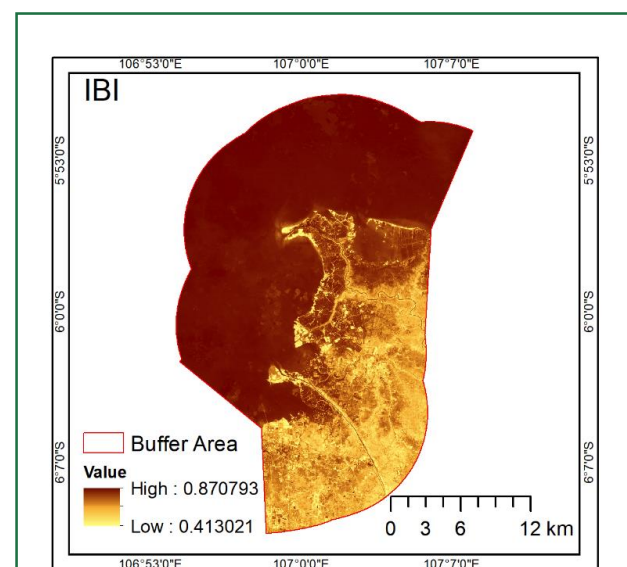 106°53'0"E 107°0'0"E 107°7'0"E
IBI
5°53'0"S 5°53'0"S
6°0'0"S 6°0'0"S
6°7'0"S 6°7'0"S
Buffer Area
Value
High : 0.870793
Low : 0.413021
0 3 6 12 km
106°53'0"E 107°0'0"E 107°7'0"E